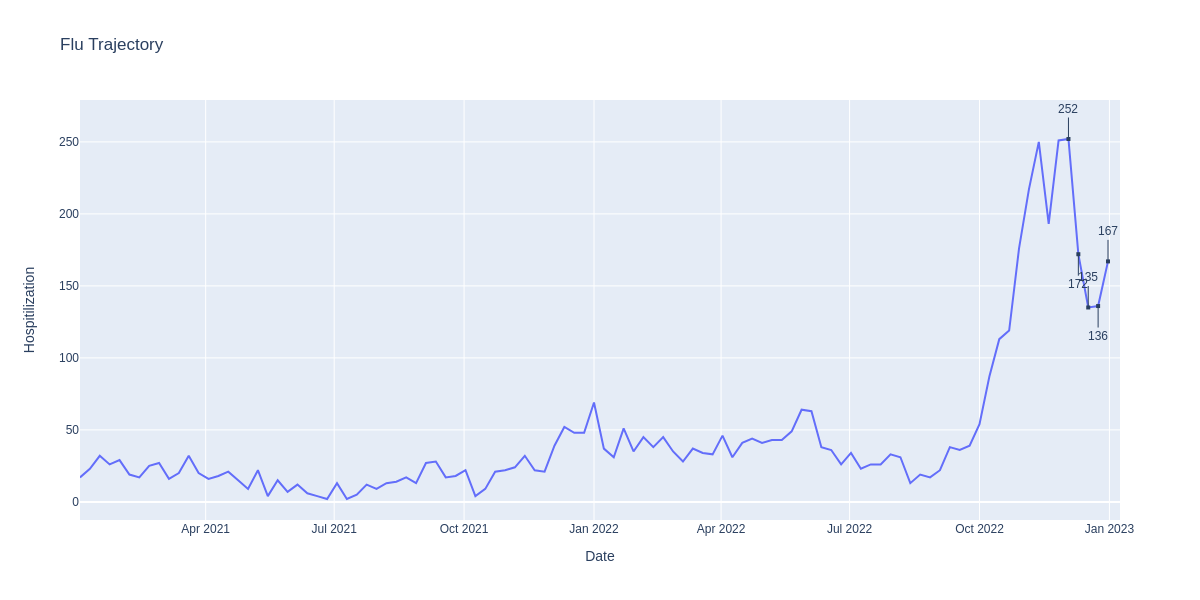 Flu Trajectory
252
250
200
167
135
172
150
136
100
50
0
Hospitilization
Apr 2021
Jul 2021
Oct 2021
Jan 2022
Apr 2022
Jul 2022
Oct 2022
Jan 2023
Date